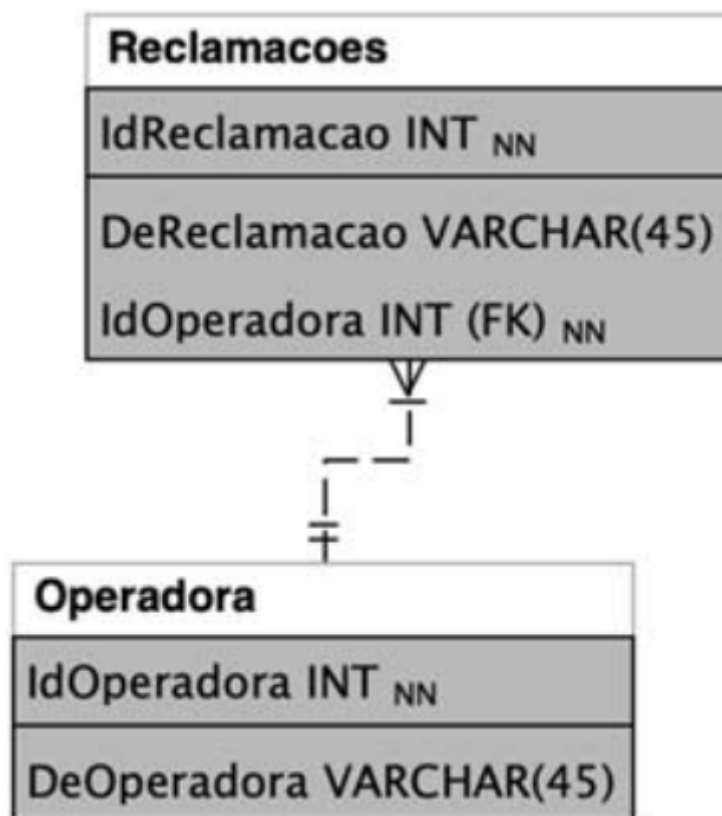 Reclamacoes
IdReclamacao INT NN
DeReclamacao VARCHAR(45)
IdOperadora INT (FK) NN
Operadora
IdOperadora INT NN
DeOperadora VARCHAR(45)